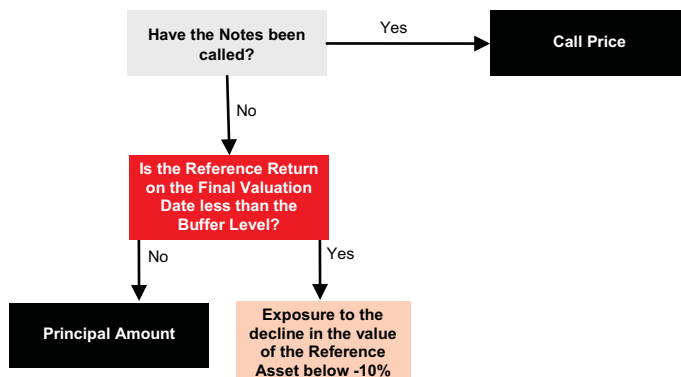 Have the Notes been
called?
Yes
Call Price
No
Is the Reference Return
on the Final Valuation
Date less than the
Buffer Level?
No
Yes
Principal Amount
Exposure to the
decline in the value
of the Reference
Asset below -10%